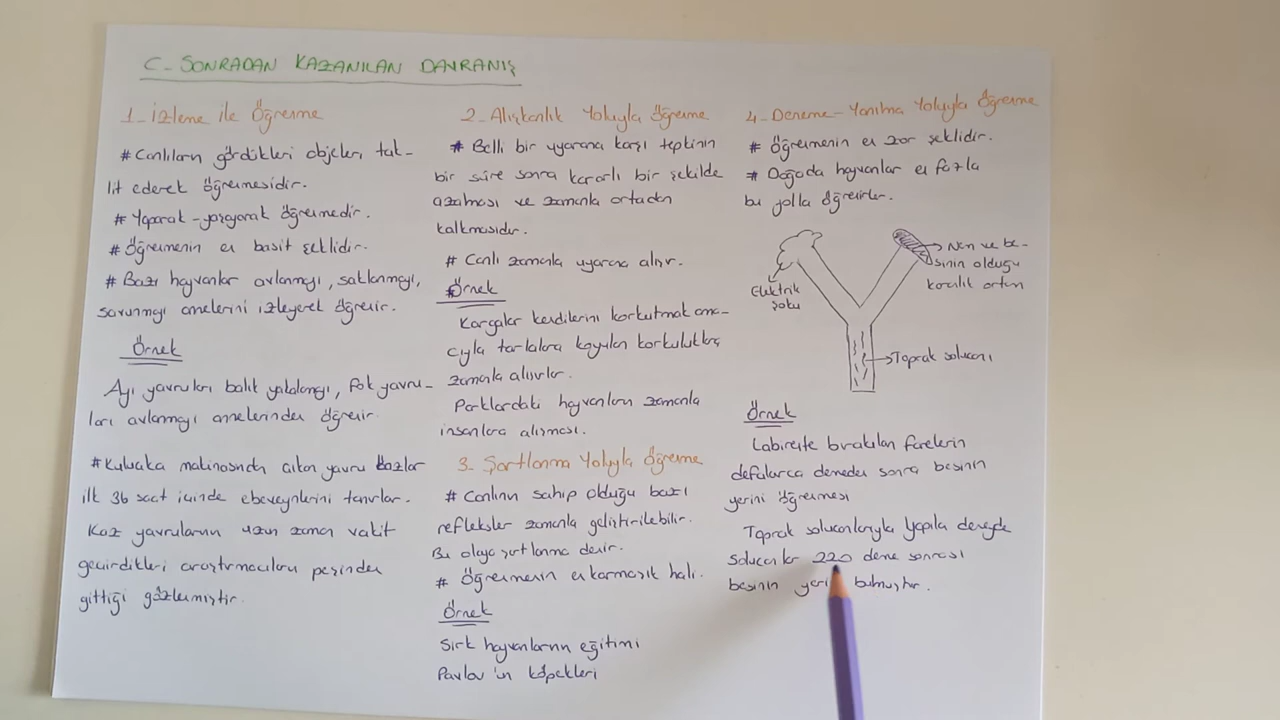 C- SONRADAN KAZANILAN DAVRANIŞ
1- İzleme ile Öğrenme
# Canlıların gördükleri objeleri tak-
lit ederek öğrenmesidir.
# Yaparak-yaşayarak öğrenmedir.
# Öğrenmenin en basit şeklidir.
# Bazı hayvanlar avlanmayı, saklanmayı,
savunmayı annelerini izleyerek öğrenir.
Örnek
Ayı yavruları balık yakalamayı, Fok yavru-
ları avlanmayı annelerinden öğrenir.
# Kuluçka makinasından çıkan yavru kazlar
ilk 36 saat içinde ebeveynlerini tanırlar.
Kaz yavrularının uzun zaman vakit
geçirdikleri araştırmacıların peşinden
gittiği gözlenmiştir.
2- Alışkanlık Yoluyla Öğrenme
# Belli bir uyarana karşı tepkinin
bir süre sonra kararlı bir şekilde
azalması ve zamanla ortadan
kalkmasıdır.
# Canlı zamanla uyarana alışır.
Örnek
Kargalar kendilerini korkutmak ama-
cıyla tarlalara koyulan korkuluklara
zamanla alışırlar.
Parklardaki hayvanların zamanla
insanlara alışması.
3- Şartlanma Yoluyla Öğrenme
# Canlının sahip olduğu bazı
refleksler zamanla geliştirilebilir.
Bu olaya şartlanma denir.
# Öğrenmenin en karmaşık hali.
Örnek
Sirk hayvanlarının eğitimi
Pavlov'un köpekleri
4- Deneme-Yanılma Yoluyla Öğrenme
# Öğrenmenin en zor şeklidir.
# Doğada hayvanlar en fazla
bu yolla öğrenirler.
Elektrik
şoku
Nem ve be-
sinin olduğu
karanlık ortam
Toprak solucanı
Örnek
Labirente bırakılan farelerin
defalarca denemeden sonra besinin
yerini öğrenmesi
Toprak solucanlarıyla yapılan deneyde
solucanlar 220 deneme sonrası
besinin yerini bulmuştur.